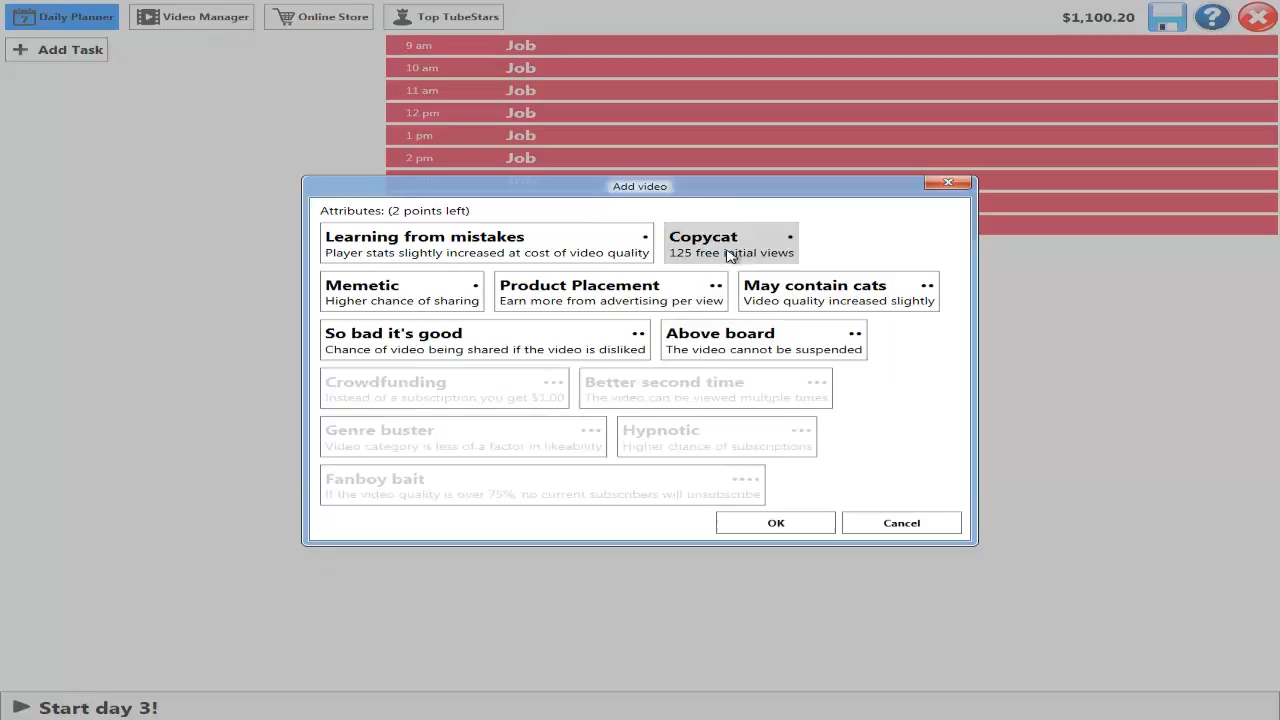 Daily Planner Video Manager Online Store Top TubeStars $1,100.20
+ Add Task
9 am Job
10 am Job
11 am Job
12 pm Job
1 pm Job
2 pm Job
Add video
Attributes: (2 points left)
Learning from mistakes
Player stats slightly increased at cost of video quality
Copycat
125 free initial views
Memetic
Higher chance of sharing
Product Placement
Earn more from advertising per view
May contain cats
Video quality increased slightly
So bad it's good
Chance of video being shared if the video is disliked
Above board
The video cannot be suspended
Crowdfunding
Instead of a subscription you get $1.00
Better second time
The video can be viewed multiple times
Genre buster
Video category is less of a factor in likeability
Hypnotic
Higher chance of subscriptions
Fanboy bait
If the video quality is over 75%, no current subscribers will unsubscribe
OK Cancel
Start day 3!